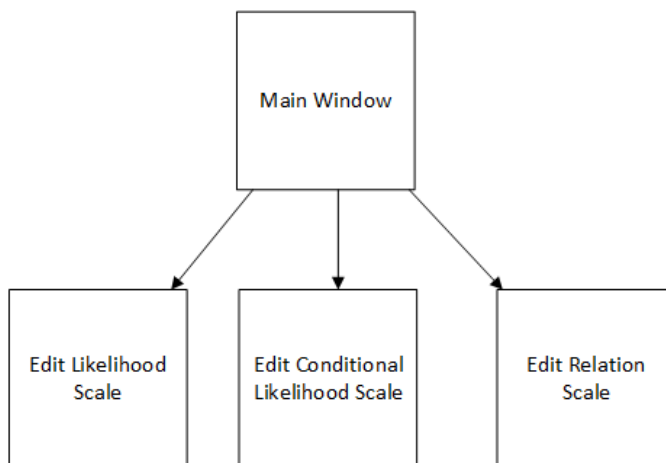 Main Window
Edit Likelihood
Scale
Edit Conditional
Likelihood Scale
Edit Relation
Scale